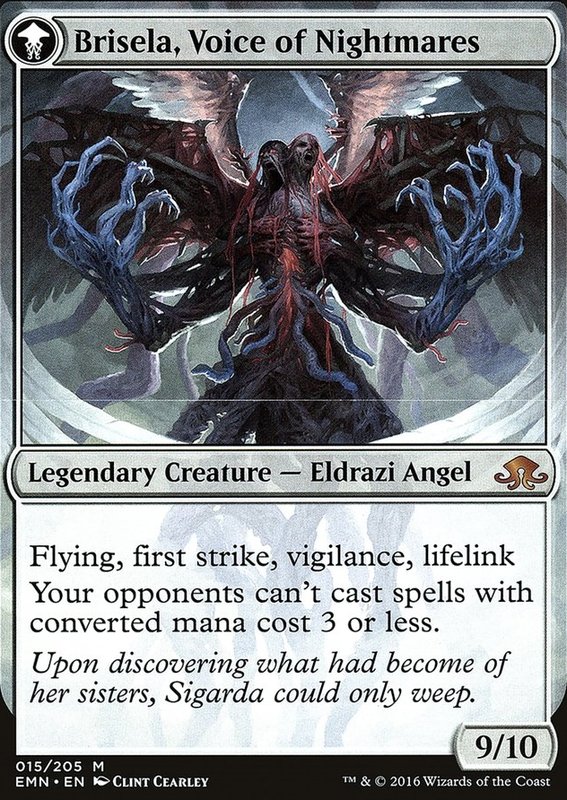 Brisela, Voice of Nightmares
Legendary Creature — Eldrazi Angel
Flying, first strike, vigilance, lifelink
Your opponents can't cast spells with
converted mana cost 3 or less.
Upon discovering what had become of
her sisters, Sigarda could only weep.
9/10
015/205 M
EMN • EN Clint Cearley
™ & © 2016 Wizards of the Coast